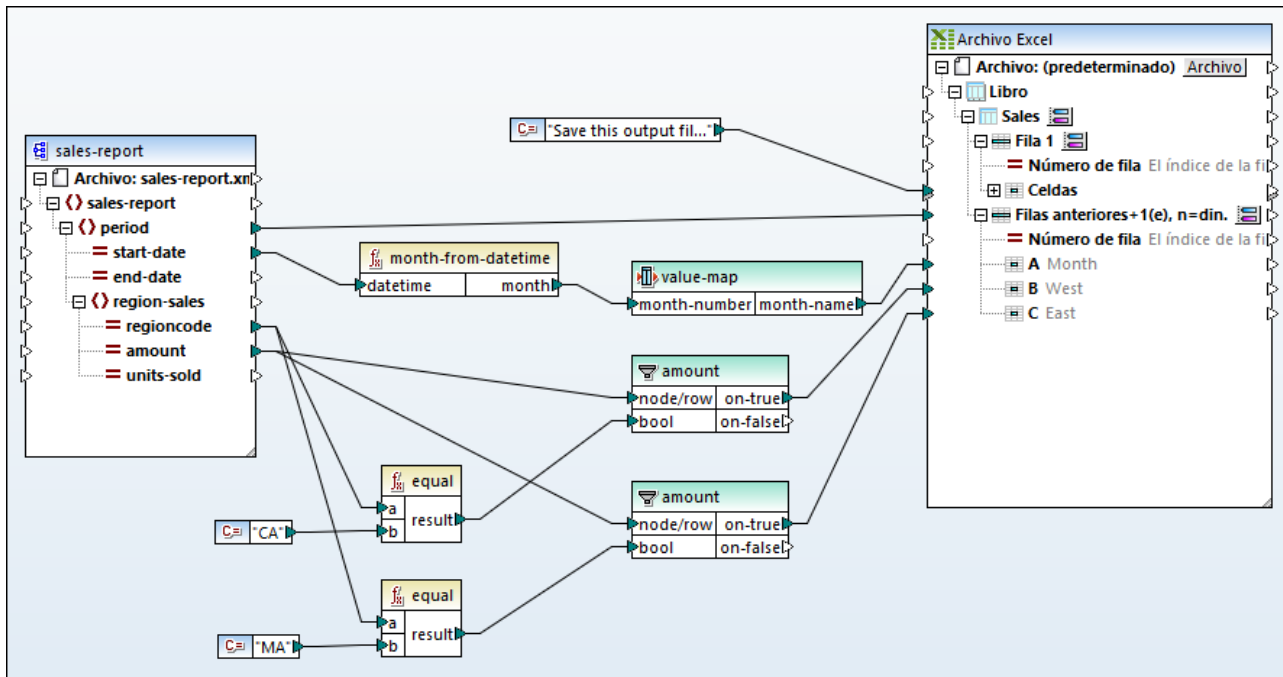 Archivo Excel
Archivo: (predeterminado) Archivo
Libro
Sales
Fila 1
Número de fila El índice de la fi
Celdas
Filas anteriores+1(e), n=din.
Número de fila El índice de la fi
A Month
B West
C East
"Save this output fil..."
sales-report
Archivo: sales-report.xm
sales-report
period
start-date
end-date
region-sales
regioncode
amount
units-sold
month-from-datetime
datetime month
value-map
month-number month-name
amount
node/row on-true
bool on-false
equal
a
b
result
"CA"
amount
node/row on-true
bool on-false
equal
a
b
result
"MA"